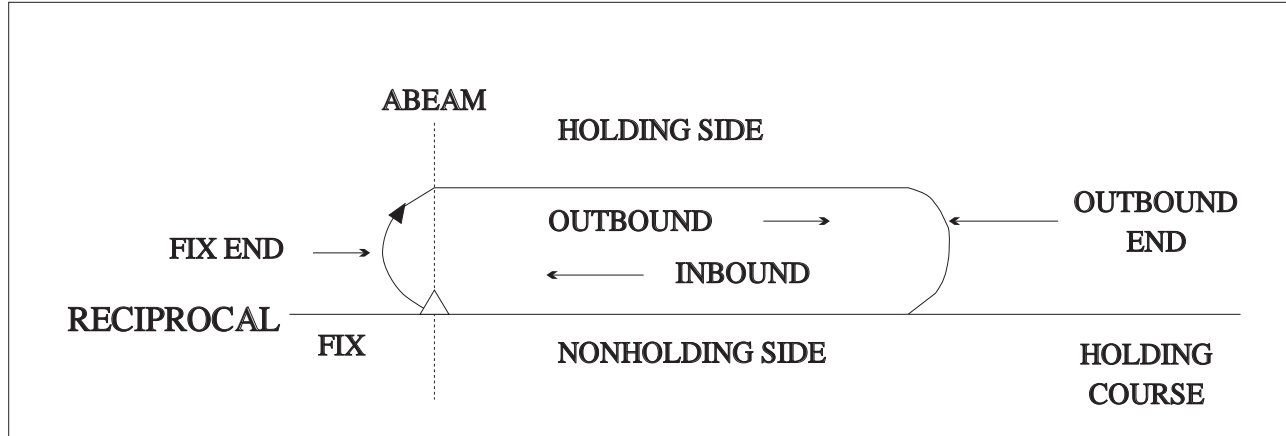 ABEAM
HOLDING SIDE
OUTBOUND
OUTBOUND
END
FIX END
INBOUND
RECIPROCAL
FIX
NONHOLDING SIDE
HOLDING
COURSE